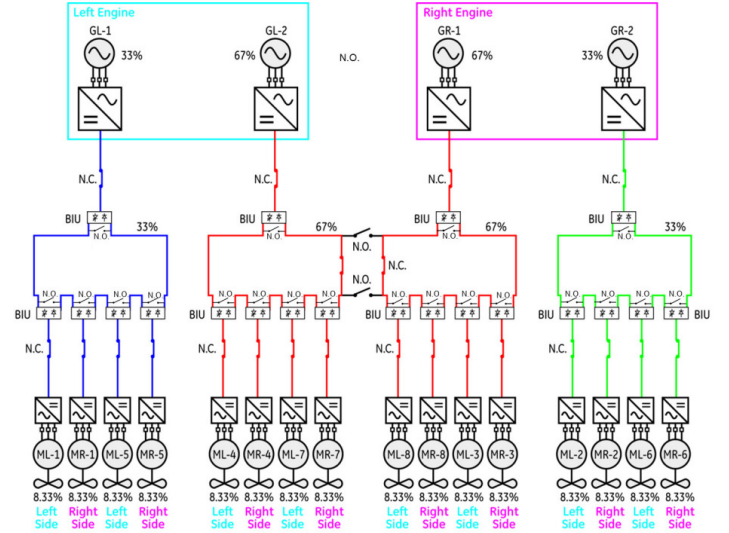 Left Engine
Right Engine
GL-1
GL-2
GR-1
GR-2
33%
67%
N.O.
67%
33%
N.C.
N.C.
N.C.
N.C.
BIU
BIU
BIU
BIU
N.O.
33%
N.O.
67%
N.O.
N.O.
67%
N.O.
33%
N.C.
N.O.
N.O. N.O. N.O. N.O.
N.O. N.O. N.O. N.O.
N.O. N.O. N.O. N.O.
N.O. N.O. N.O. N.O.
BIU
BIU
BIU
BIU
BIU
N.C.
N.C.
N.C.
N.C.
ML-1 MR-1 ML-5 MR-5
ML-4 MR-4 ML-7 MR-7
ML-8 MR-8 ML-3 MR-3
ML-2 MR-2 ML-6 MR-6
8.33% 8.33% 8.33% 8.33%
8.33% 8.33% 8.33% 8.33%
8.33% 8.33% 8.33% 8.33%
8.33% 8.33% 8.33% 8.33%
Left Right Left Right
Side Side Side Side
Left Right Left Right
Side Side Side Side
Left Right Left Right
Side Side Side Side
Left Right Left Right
Side Side Side Side